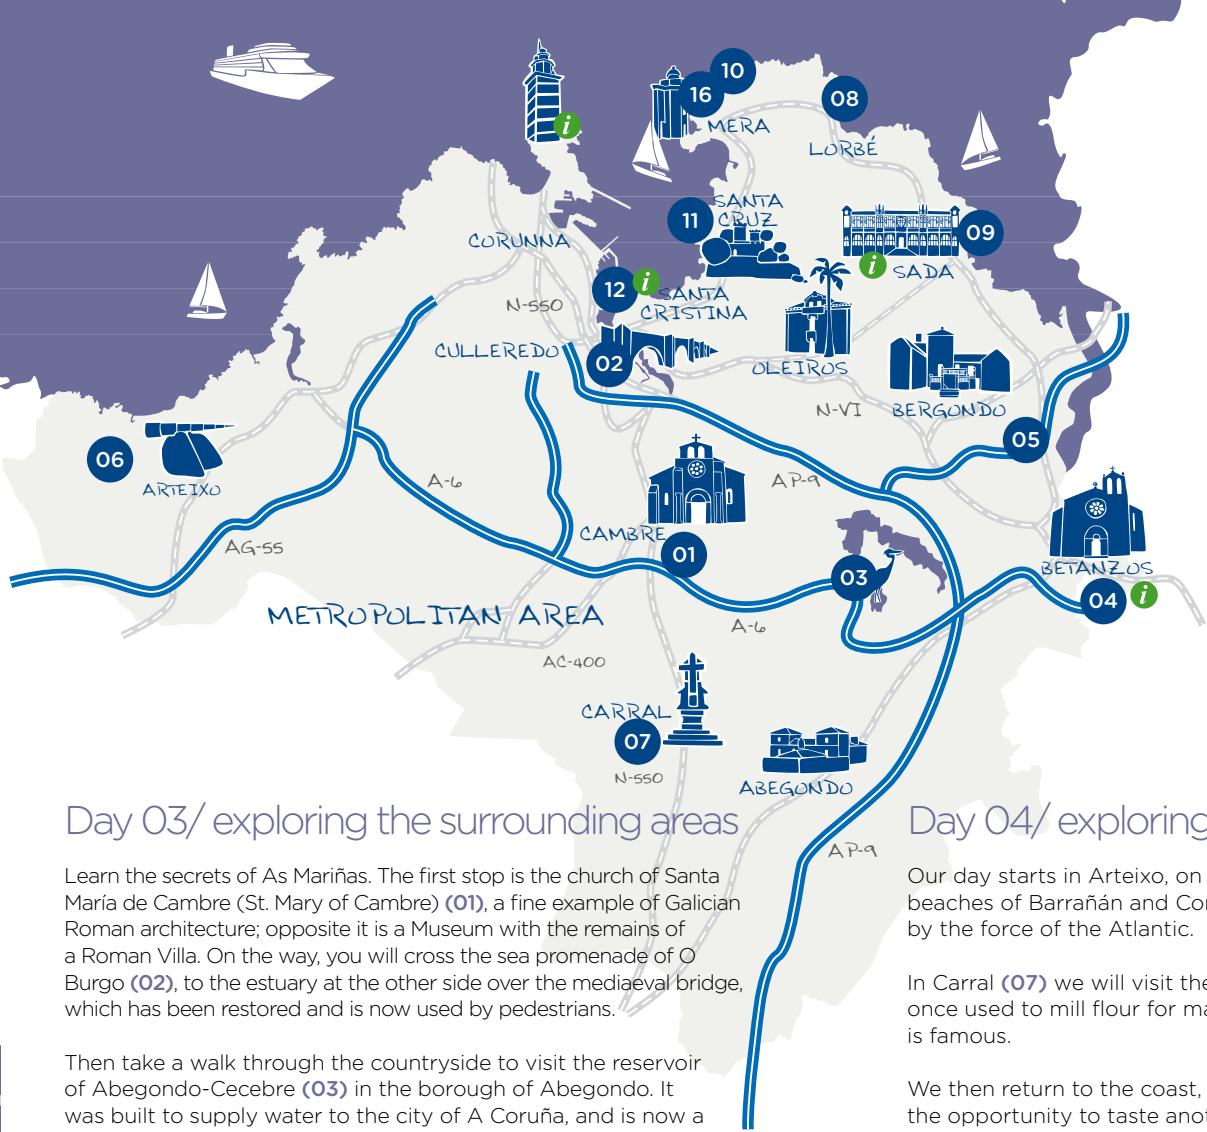 10
16
08
MERA
LORBÉ
SANTA
CRUZ
11
09
CORUNNA
SADA
12
SANTA
CRISTINA
N-550
CULLEREDO
02
OLEIROS
N-VI
BERGONDO
05
06
ARTEIXO
A-6
AP-9
CAMBRE
01
AG-55
03
BETANZOS
04
METROPOLITAN AREA
A-6
AC-400
CARRAL
07
N-550
ABEGONDO
AP-9
i
i
i
i
Day 03/ exploring the surrounding areas
Learn the secrets of As Mariñas. The first stop is the church of Santa
María de Cambre (St. Mary of Cambre) (01), a fine example of Galician
Roman architecture; opposite it is a Museum with the remains of
a Roman Villa. On the way, you will cross the sea promenade of O
Burgo (02), to the estuary at the other side over the mediaeval bridge,
which has been restored and is now used by pedestrians.
Then take a walk through the countryside to visit the reservoir
of Abegondo-Cecebre (03) in the borough of Abegondo. It
was built to supply water to the city of A Coruña, and is now a
Day 04/ exploring
Our day starts in Arteixo, on
beaches of Barrañán and Cor
by the force of the Atlantic.
In Carral (07) we will visit the
once used to mill flour for ma
is famous.
We then return to the coast,
the opportunity to taste anot